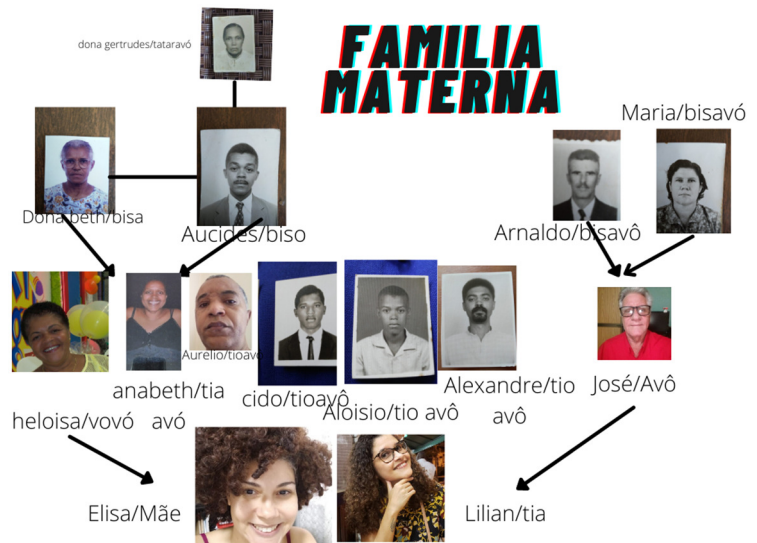 FAMILIA
MATERNA
dona gertrudes/tataravó
Maria/bisavó
Dona beth/bisa
Aucides/biso
Arnaldo/bisavô
Aurelio/tioavô
anabeth/tia
avó
cido/tioavô
Aloisio/tio avô
Alexandre/tio
avô
José/Avô
heloisa/vovó
Elisa/Mãe
Lilian/tia